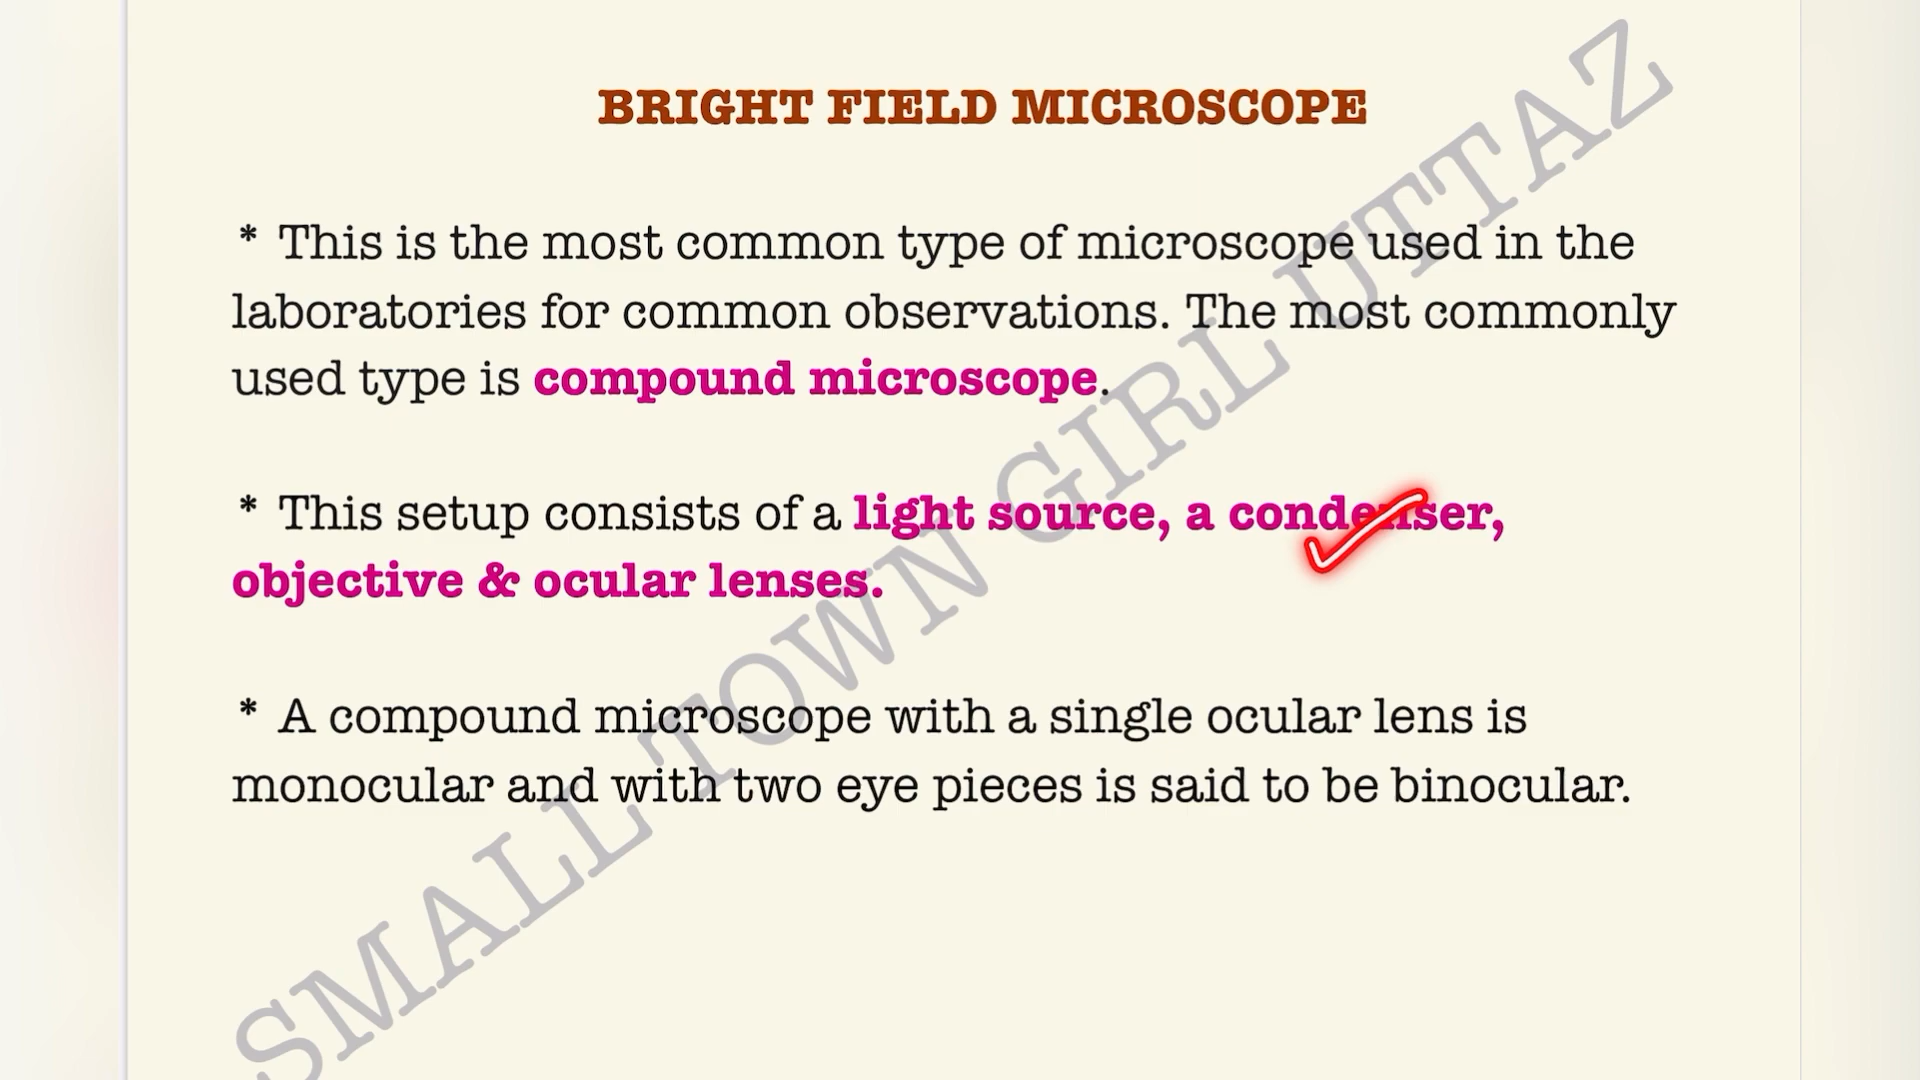 BRIGHT FIELD MICROSCOPE
* This is the most common type of microscope used in the
laboratories for common observations. The most commonly
used type is compound microscope.
* This setup consists of a light source, a condenser,
objective & ocular lenses.
* A compound microscope with a single ocular lens is
monocular and with two eye pieces is said to be binocular.
SMALL TOWN GIRL UTTAZ